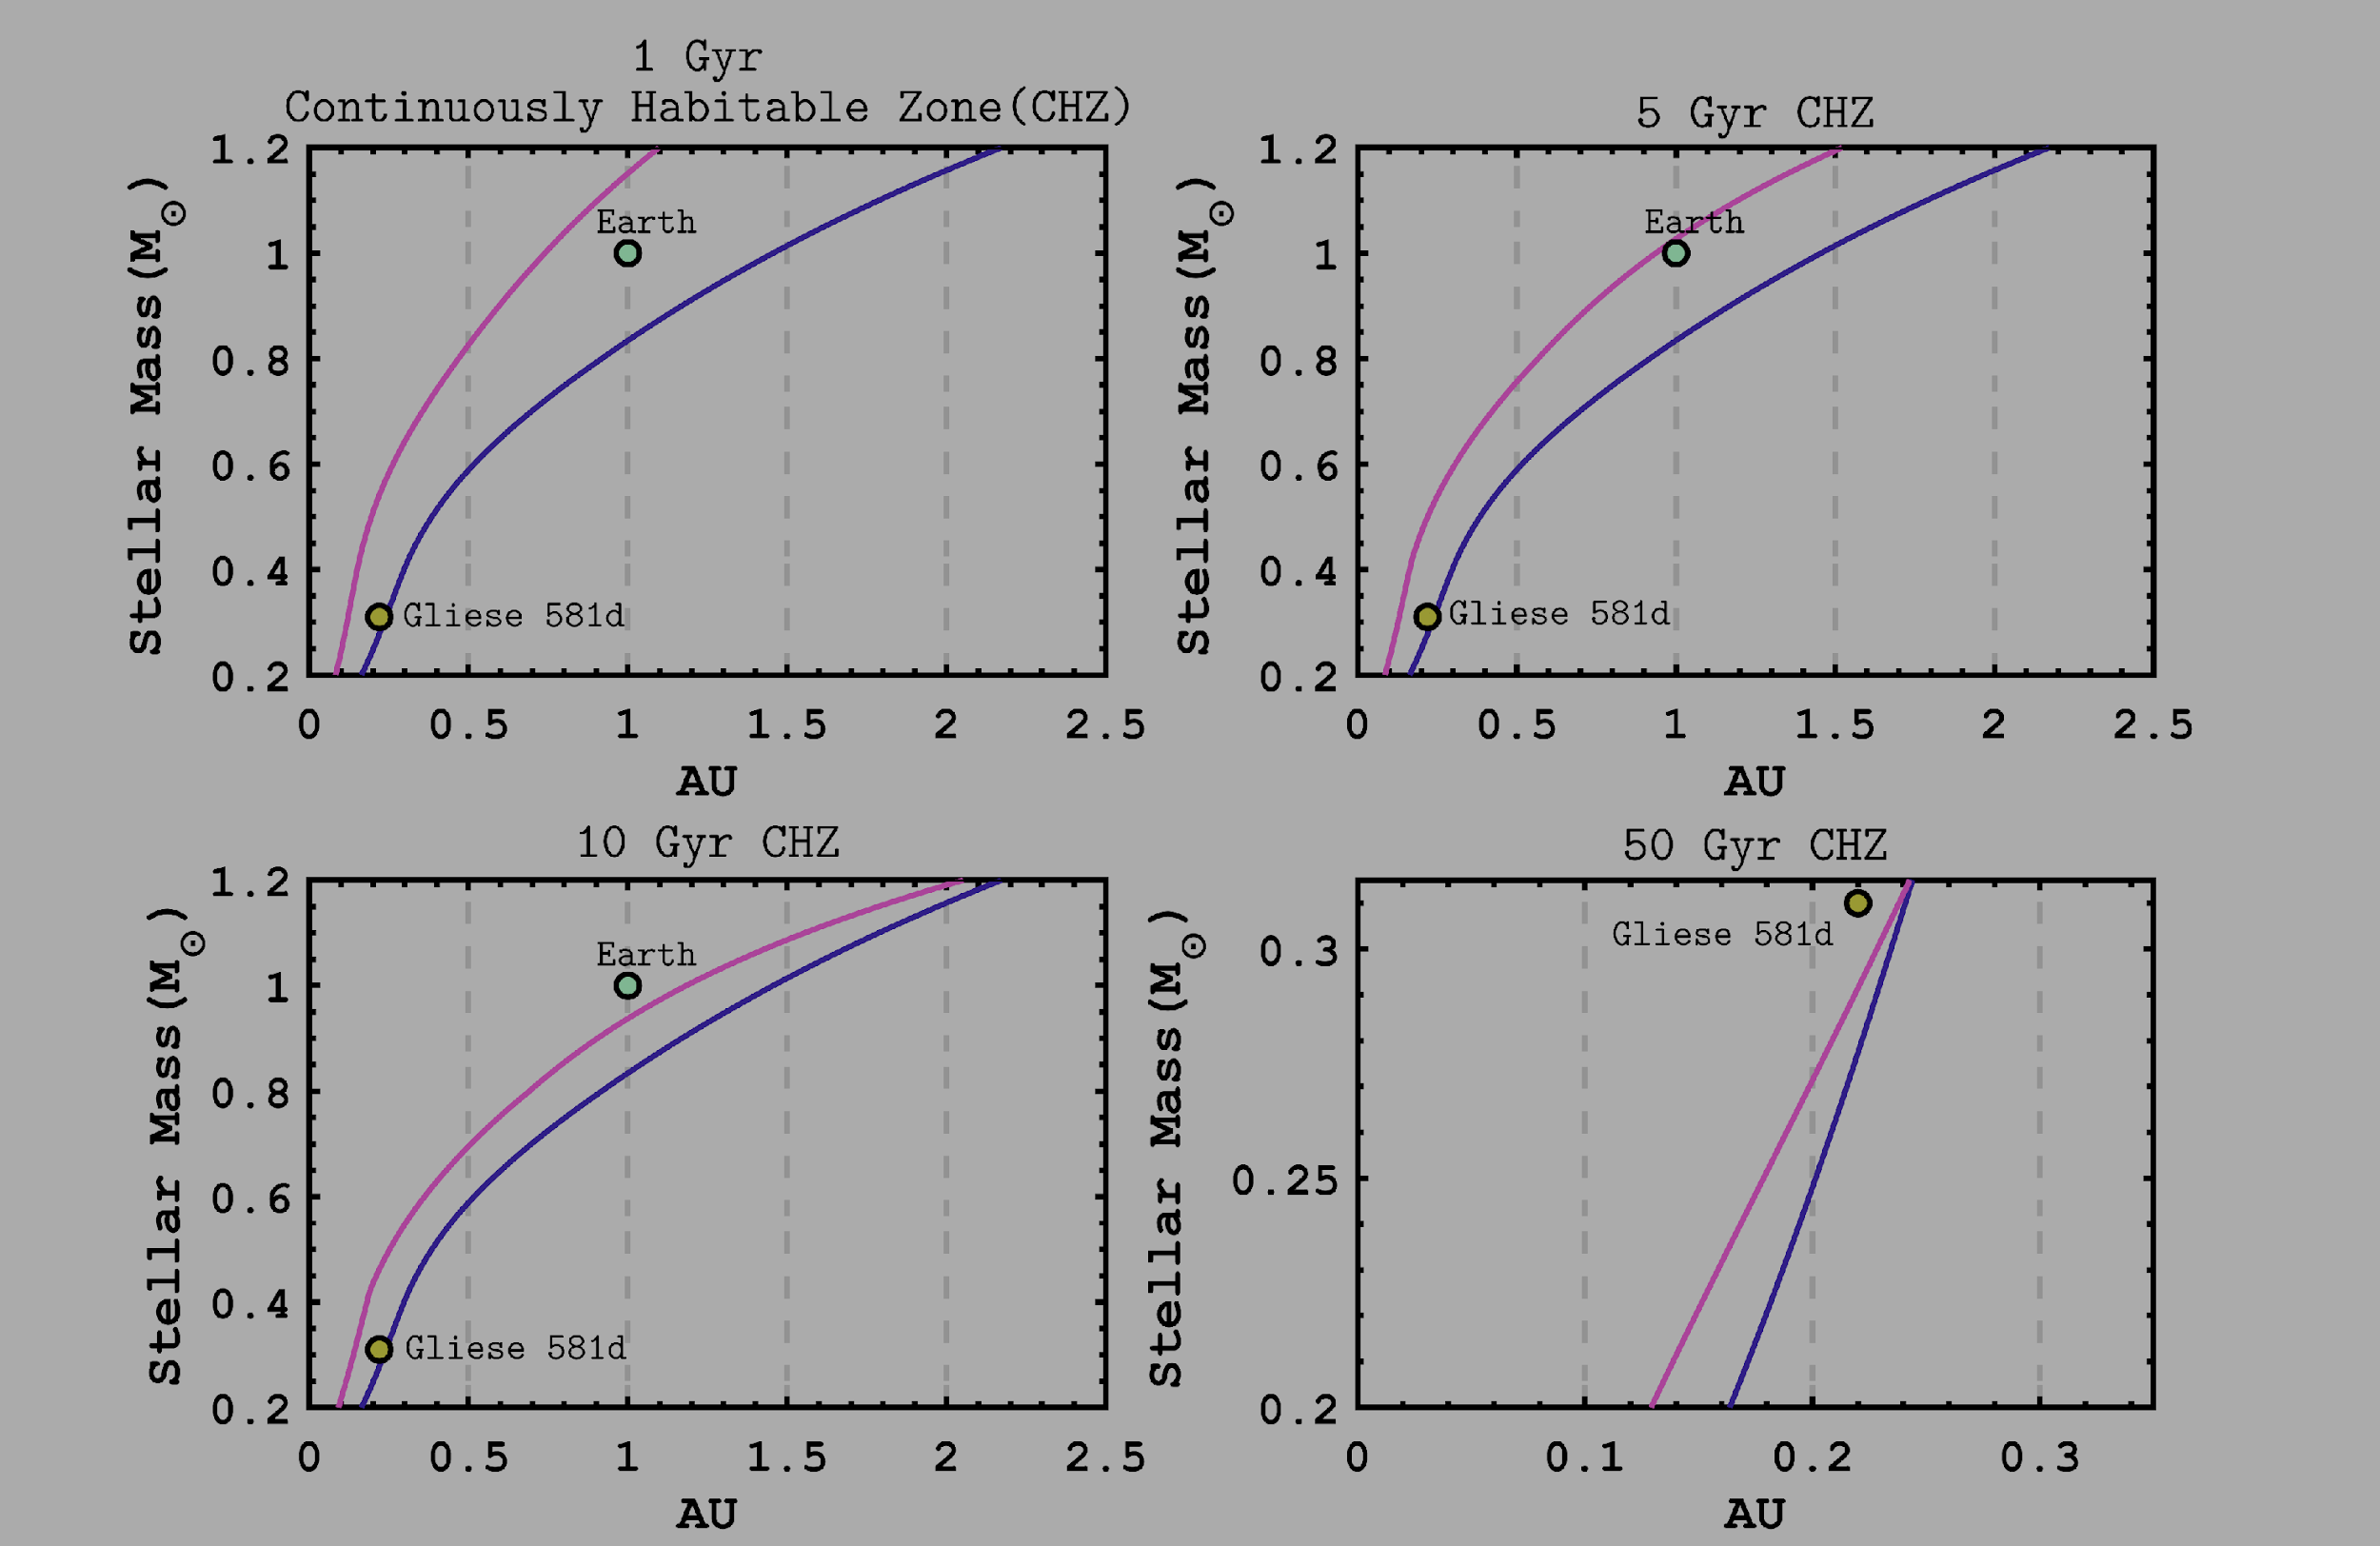 1 Gyr
Continuously Habitable Zone(CHZ)
Stellar Mass(M☉)
1.2
1
0.8
0.6
0.4
0.2
Earth
Gliese 581d
0 0.5 1 1.5 2 2.5
AU
5 Gyr CHZ
Stellar Mass(M☉)
1.2
1
0.8
0.6
0.4
0.2
Earth
Gliese 581d
0 0.5 1 1.5 2 2.5
AU
10 Gyr CHZ
Stellar Mass(M☉)
1.2
1
0.8
0.6
0.4
0.2
Earth
Gliese 581d
0 0.5 1 1.5 2 2.5
AU
50 Gyr CHZ
Stellar Mass(M☉)
0.3
0.25
0.2
Gliese 581d
0 0.1 0.2 0.3
AU